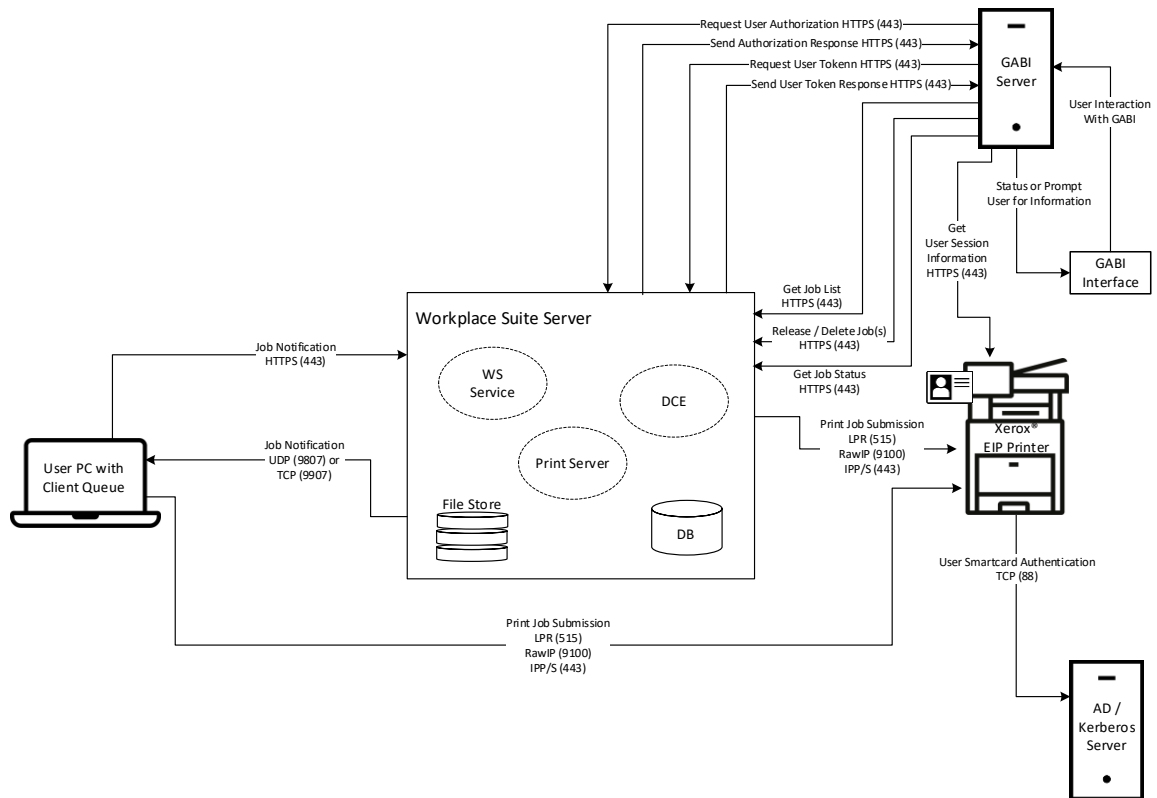 Request User Authorization HTTPS (443)
Send Authorization Response HTTPS (443)
Request User Tokenn HTTPS (443)
Send User Token Response HTTPS (443)
GABI
Server
User Interaction
With GABI
Status or Prompt
User for Information
Get
User Session
Information
HTTPS (443)
GABI
Interface
Get Job List
HTTPS (443)
Release / Delete Job(s)
HTTPS (443)
Get Job Status
HTTPS (443)
Workplace Suite Server
WS
Service
DCE
Print Server
File Store
DB
Job Notification
HTTPS (443)
Job Notification
UDP (9807) or
TCP (9907)
User PC with
Client Queue
Print Job Submission
LPR (515)
RawIP (9100)
IPP/S (443)
Xerox®
EIP Printer
User Smartcard Authentication
TCP (88)
Print Job Submission
LPR (515)
RawIP (9100)
IPP/S (443)
AD /
Kerberos
Server